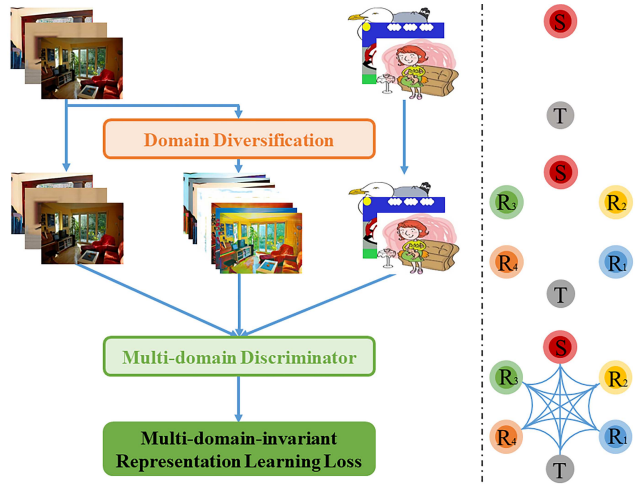 S
T
Domain Diversification
S
R3
R2
R4
R1
T
Multi-domain Discriminator
S
R3
R2
Multi-domain-invariant
Representation Learning Loss
R4
R1
T